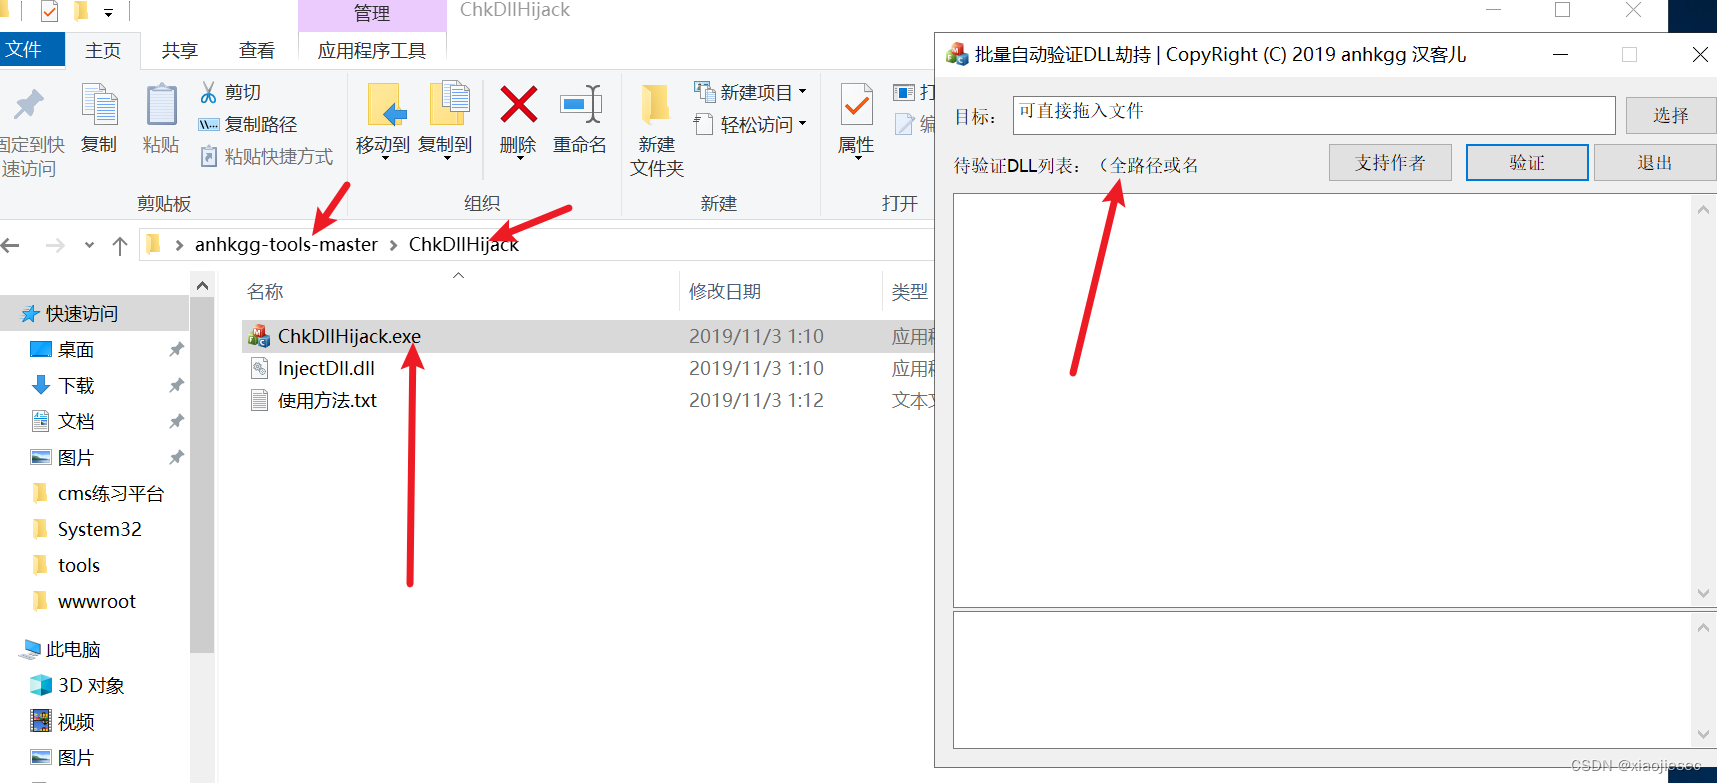 管理
ChkDllHijack
文件
主页
共享
查看
应用程序工具
固定到快
速访问
复制
粘贴
剪切
复制路径
粘贴快捷方式
移动到
复制到
删除
重命名
新建
文件夹
新建项目
轻松访问
属性
打
编
剪贴板
组织
新建
打开
anhkgg-tools-master
ChkDllHijack
名称
修改日期
类型
ChkDllHijack.exe
2019/11/3 1:10
应用程
InjectDll.dll
2019/11/3 1:10
应用程
使用方法.txt
2019/11/3 1:12
文本文
快速访问
桌面
下载
文档
图片
cms练习平台
System32
tools
wwwroot
此电脑
3D 对象
视频
图片
批量自动验证DLL劫持 | CopyRight (C) 2019 anhkgg 汉客儿
目标：
可直接拖入文件
选择
待验证DLL列表：（全路径或名
支持作者
验证
退出
CSDN @xiaojiesec